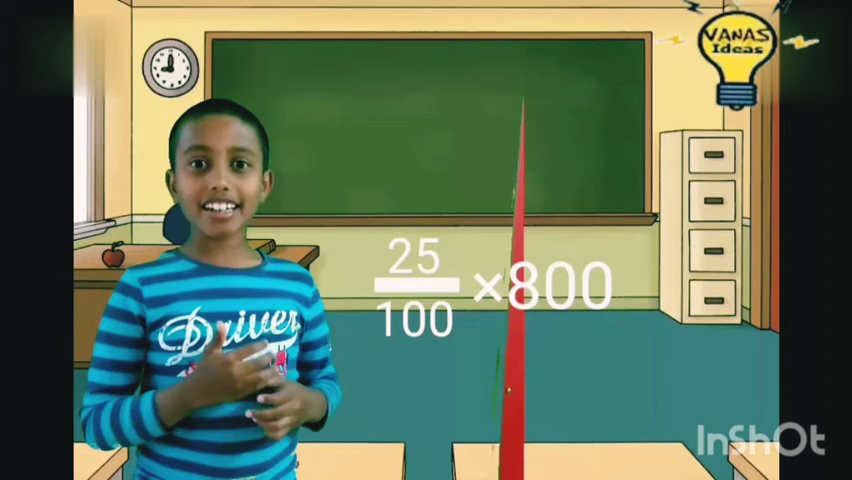 VANAS
Ideas
Driver
25
100
×800
InShOt